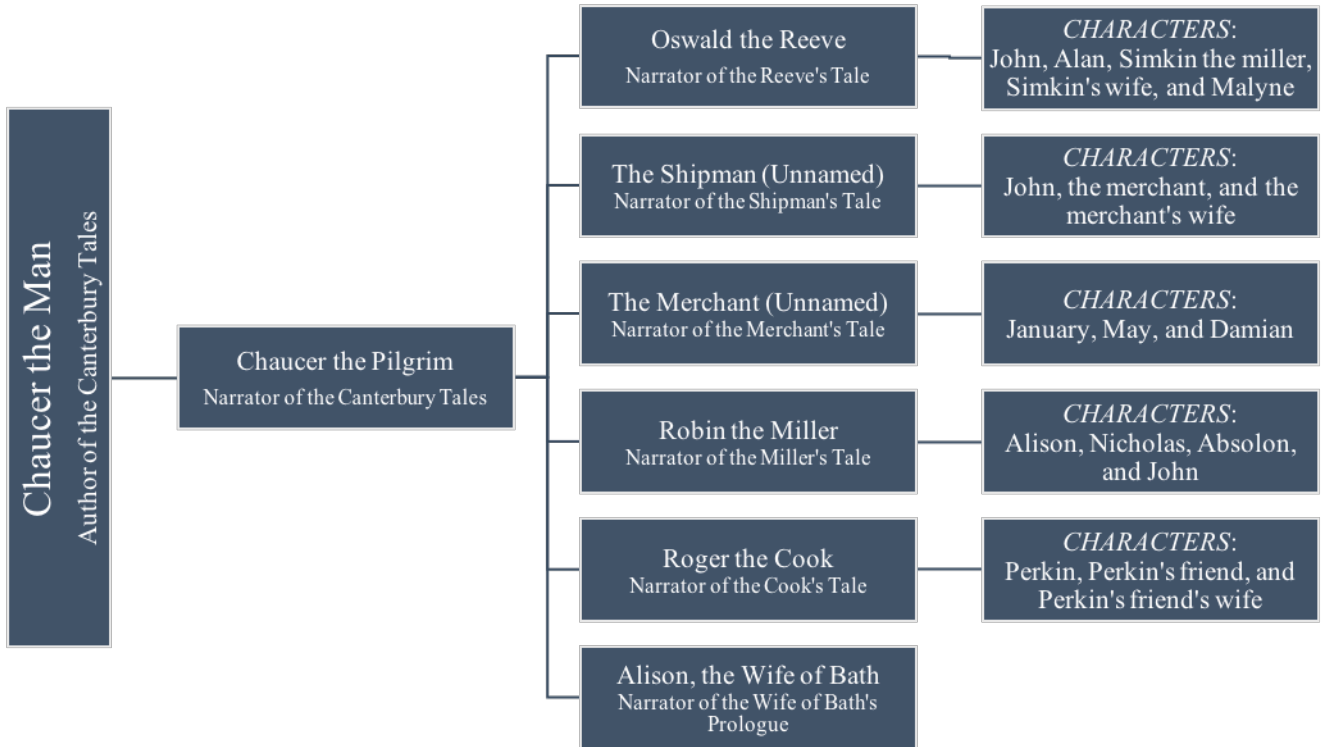 Chaucer the Man
Author of the Canterbury Tales
Chaucer the Pilgrim
Narrator of the Canterbury Tales
Oswald the Reeve
Narrator of the Reeve's Tale
CHARACTERS:
John, Alan, Simkin the miller,
Simkin's wife, and Malyne
The Shipman (Unnamed)
Narrator of the Shipman's Tale
CHARACTERS:
John, the merchant, and the
merchant's wife
The Merchant (Unnamed)
Narrator of the Merchant's Tale
CHARACTERS:
January, May, and Damian
Robin the Miller
Narrator of the Miller's Tale
CHARACTERS:
Alison, Nicholas, Absolon,
and John
Roger the Cook
Narrator of the Cook's Tale
CHARACTERS:
Perkin, Perkin's friend, and
Perkin's friend's wife
Alison, the Wife of Bath
Narrator of the Wife of Bath's
Prologue